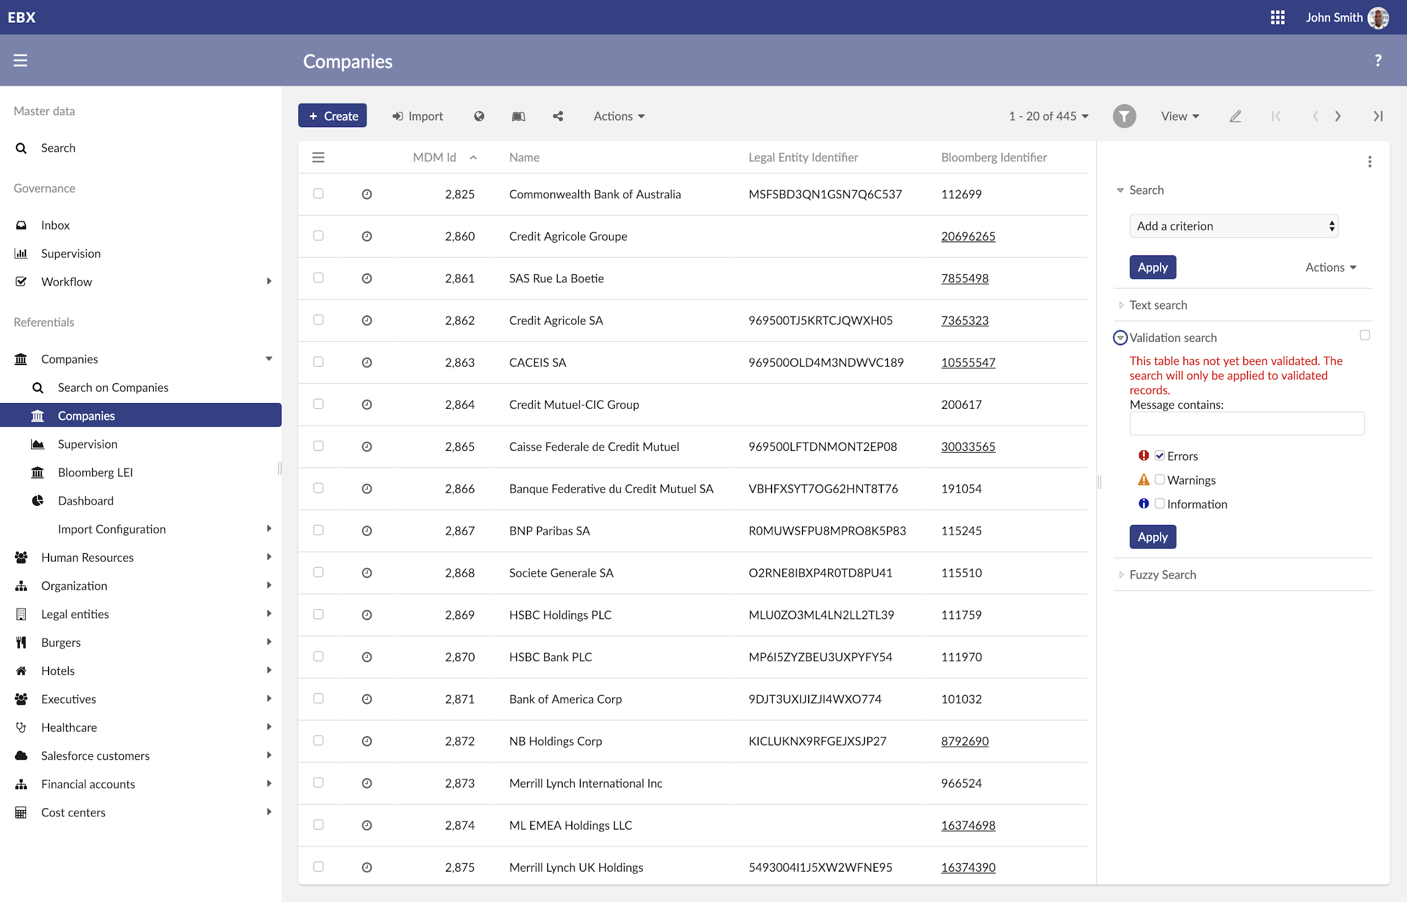 EBX
John Smith
Companies
?
Master data
Search
Governance
Inbox
Supervision
Workflow
Referentials
Companies
Search on Companies
Companies
Supervision
Bloomberg LEI
Dashboard
Import Configuration
Human Resources
Organization
Legal entities
Burgers
Hotels
Executives
Healthcare
Salesforce customers
Financial accounts
Cost centers
+ Create Import Actions 1 - 20 of 445 View
MDM Id Name Legal Entity Identifier Bloomberg Identifier
2,825 Commonwealth Bank of Australia MSFSBD3QN1GSN7Q6C537 112699
2,860 Credit Agricole Groupe 20696265
2,861 SAS Rue La Boetie 7855498
2,862 Credit Agricole SA 969500TJ5KRTCJQWXH05 7365323
2,863 CACEIS SA 969500OLD4M3NDWVC189 10555547
2,864 Credit Mutuel-CIC Group 200617
2,865 Caisse Federale de Credit Mutuel 969500LFTDNMONT2EP08 30033565
2,866 Banque Federative du Credit Mutuel SA VBHFXSYT7OG62HNT8T76 191054
2,867 BNP Paribas SA R0MUWSFPU8MPRO8K5P83 115245
2,868 Societe Generale SA O2RNE8IBXP4R0TD8PU41 115510
2,869 HSBC Holdings PLC MLU0ZO3ML4LN2LL2TL39 111759
2,870 HSBC Bank PLC MP6I5ZYZBEU3UXPYFY54 111970
2,871 Bank of America Corp 9DJT3UXIJIZJI4WXO774 101032
2,872 NB Holdings Corp KICLUKNX9RFGEJXSJP27 8792690
2,873 Merrill Lynch International Inc 966524
2,874 ML EMEA Holdings LLC 16374698
2,875 Merrill Lynch UK Holdings 5493004I1J5XW2WFNE95 16374390
Search
Add a criterion
Apply Actions
Text search
Validation search
This table has not yet been validated. The
search will only be applied to validated
records.
Message contains:
Errors
Warnings
Information
Apply
Fuzzy Search